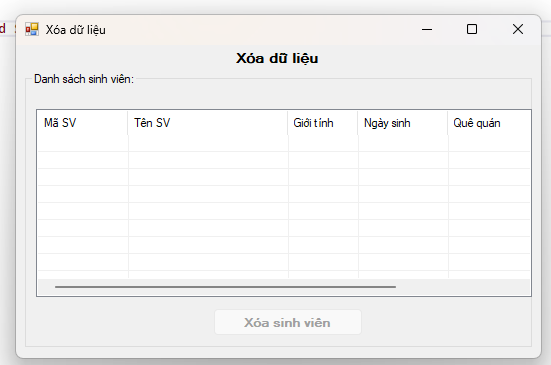 Xóa dữ liệu
Xóa dữ liệu
Danh sách sinh viên:
Mã SV Tên SV Giới tính Ngày sinh Quê quán
Xóa sinh viên